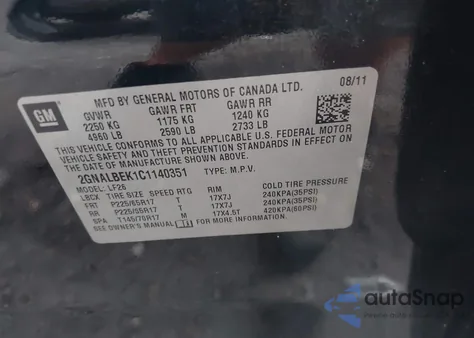 08/11
GM
MFD BY GENERAL MOTORS OF CANADA LTD.
GVWR GAWR FRT GAWR RR
2250 KG 1175 KG 1240 KG
4960 LB 2590 LB 2733 LB
THIS VEHICLE CONFORMS TO ALL APPLICABLE U.S. FEDERAL MOTOR
VEHICLE SAFETY, BUMPER, AND THEFT PREVENTION STANDARDS IN
EFFECT ON THE DATE OF MANUFACTURE SHOWN ABOVE.
2GNALBEK1C1140351 TYPE: M.P.V.
MODEL: LF26
LBCX TIRE SIZE SPEED RTG RIM COLD TIRE PRESSURE
FRT P225/65R17 T 17X7J 240KPA(35PSI)
RR P225/65R17 T 17X7J 240KPA(35PSI)
SPA T145/70R17 M 17X4.5T 420KPA(60PSI)
SEE OWNER'S MANUAL
autoSnap